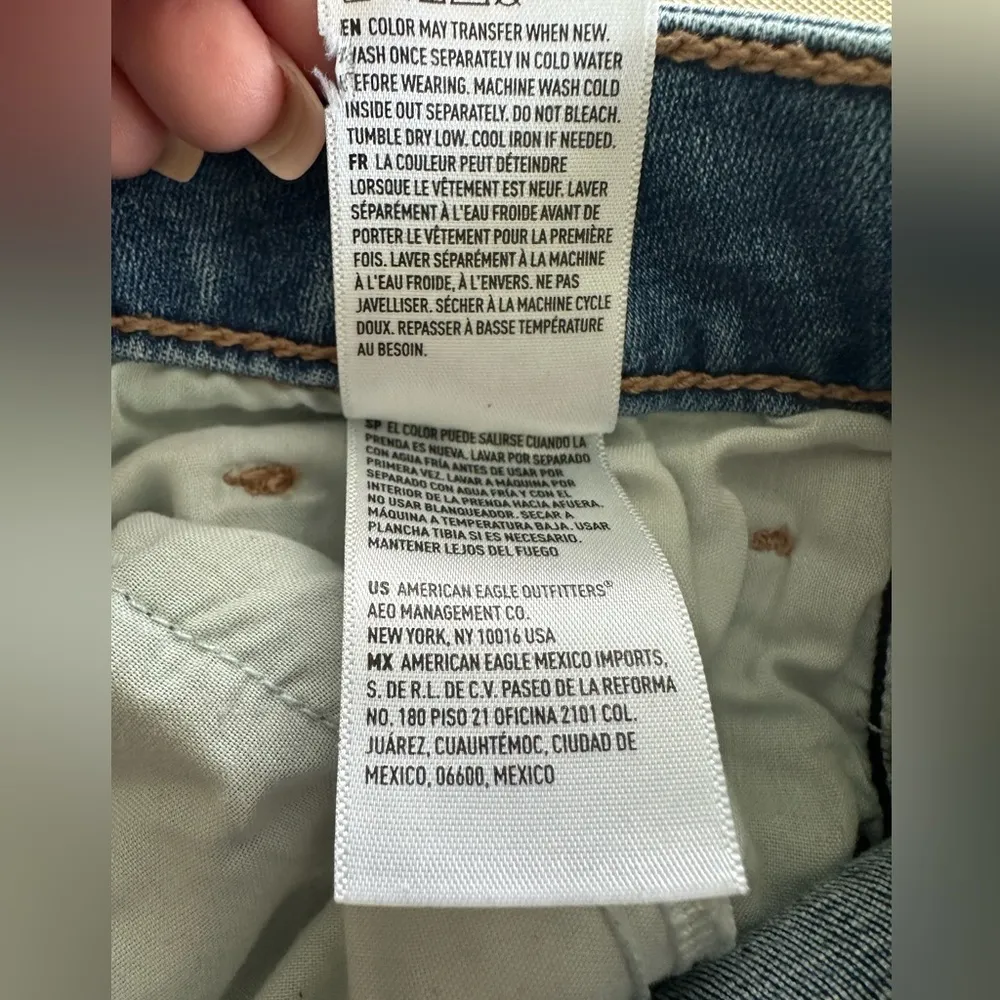 EN COLOR MAY TRANSFER WHEN NEW.
WASH ONCE SEPARATELY IN COLD WATER
BEFORE WEARING. MACHINE WASH COLD
INSIDE OUT SEPARATELY. DO NOT BLEACH.
TUMBLE DRY LOW. COOL IRON IF NEEDED.
FR LA COULEUR PEUT DÉTEINDRE
LORSQUE LE VÊTEMENT EST NEUF. LAVER
SÉPARÉMENT À L'EAU FROIDE AVANT DE
PORTER LE VÊTEMENT POUR LA PREMIÈRE
FOIS. LAVER SÉPARÉMENT À LA MACHINE
À L'EAU FROIDE, À L'ENVERS. NE PAS
JAVELLISER. SÉCHER À LA MACHINE CYCLE
DOUX. REPASSER À BASSE TEMPÉRATURE
AU BESOIN.
SP EL COLOR PUEDE SALIRSE CUANDO LA
PRENDA ES NUEVA. LAVAR POR SEPARADO
CON AGUA FRÍA ANTES DE USAR POR
PRIMERA VEZ. LAVAR A MÁQUINA POR
SEPARADO CON AGUA FRÍA Y CON EL
INTERIOR DE LA PRENDA HACIA AFUERA.
NO USAR BLANQUEADOR. SECAR A
MÁQUINA A TEMPERATURA BAJA. USAR
PLANCHA TIBIA SI ES NECESARIO.
MANTENER LEJOS DEL FUEGO
US AMERICAN EAGLE OUTFITTERS®
AEO MANAGEMENT CO.
NEW YORK, NY 10016 USA
MX AMERICAN EAGLE MEXICO IMPORTS,
S. DE R.L. DE C.V. PASEO DE LA REFORMA
NO. 180 PISO 21 OFICINA 2101 COL.
JUÁREZ, CUAUHTÉMOC, CIUDAD DE
MEXICO, 06600, MEXICO